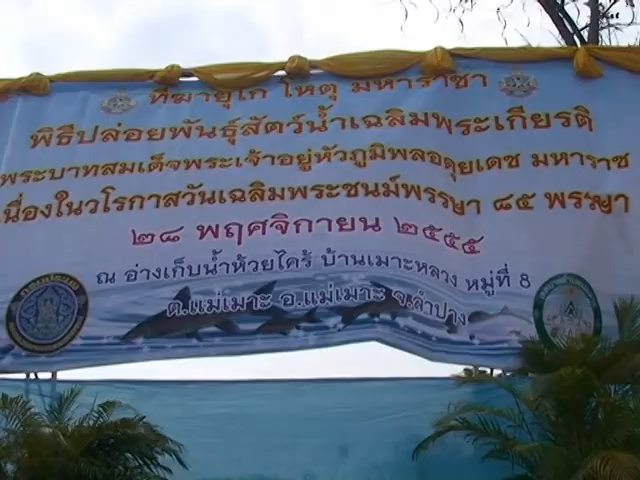 ทีฆายุโก โหตุ มหาราชา
พิธีปล่อยพันธุ์สัตว์น้ำเฉลิมพระเกียรติ
พระบาทสมเด็จพระเจ้าอยู่หัวภูมิพลอดุยเดช มหาราช
เนื่องในวโรกาสวันเฉลิมพระชนม์พรรษา ๘๕ พรรษา
๒๘ พฤศจิกายน ๒๕๕๕
ณ อ่างเก็บน้ำห้วยไคร้ บ้านเมาะหลวง หมู่ที่ 8
ต.แม่เมาะ อ.แม่เมาะ จ.ลำปาง
กรมประมง